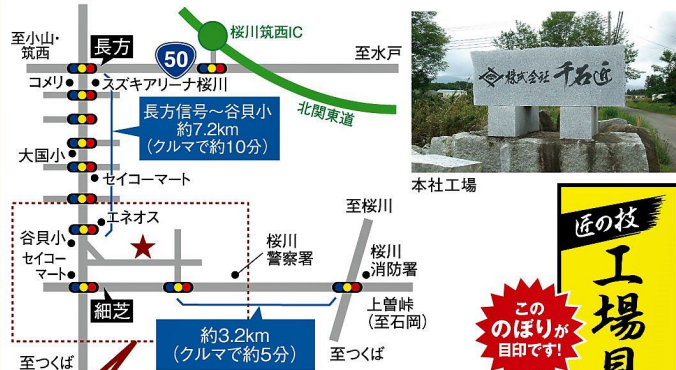 至小山・
筑西
長方
50
桜川筑西IC
至水戸
コメリ
スズキアリーナ桜川
北関東道
長方信号〜谷貝小
約7.2km
(クルマで約10分)
大国小
セイコーマート
エネオス
谷貝小
セイコー
マート
細芝
桜川
警察署
至桜川
桜川
消防署
上曽峠
(至石岡)
約3.2km
(クルマで約5分)
至つくば
至つくば
株式会社 千石匠
本社工場
匠の技
工場見
この
のぼりが
目印です!